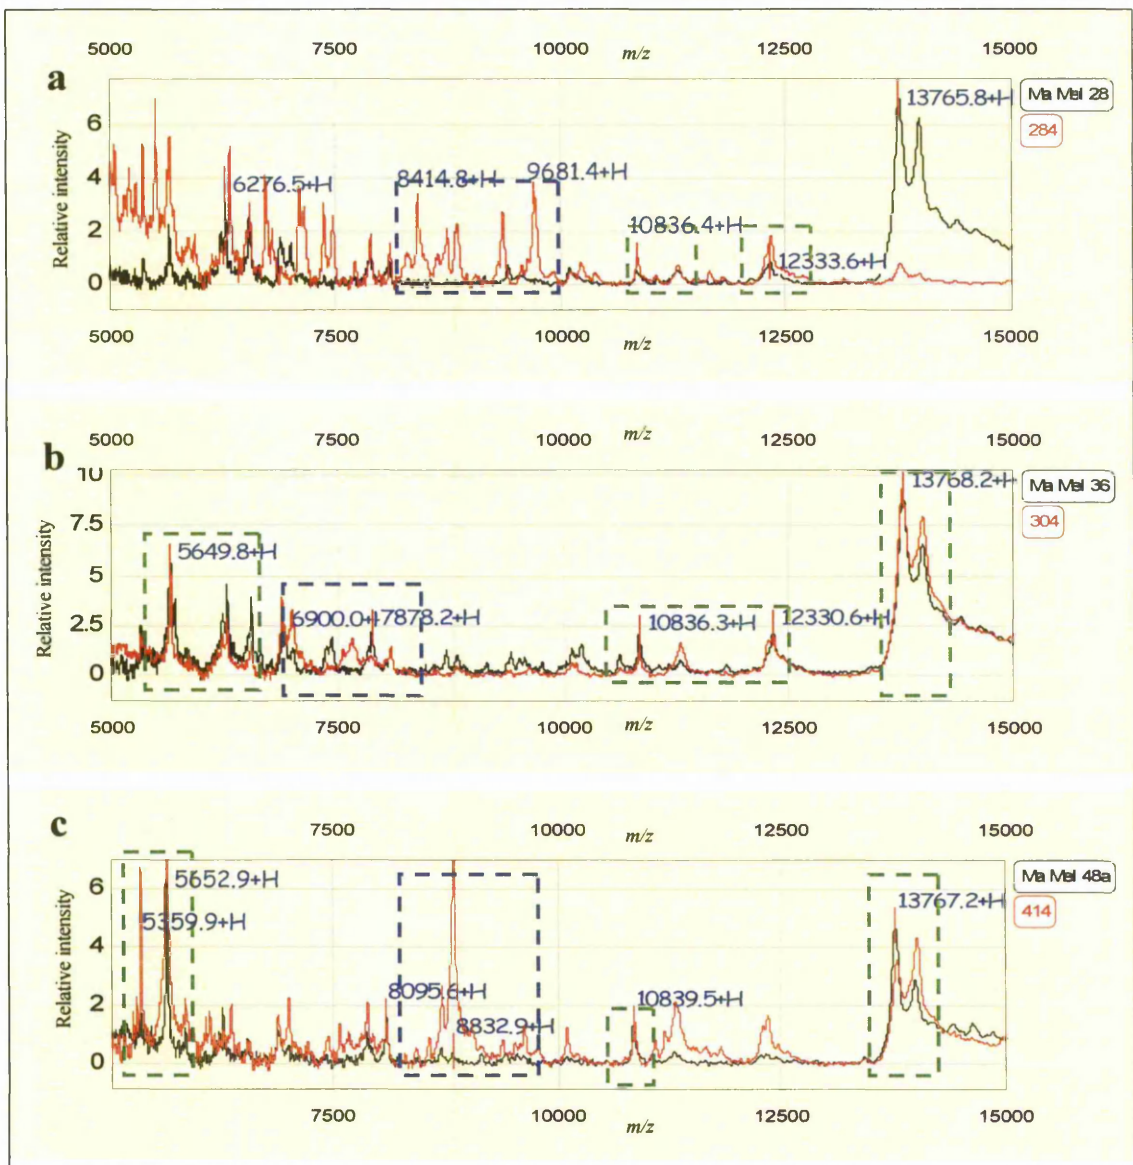 5000 7500 10000 m/z 12500 15000
a
Relative intensity
6
4
2
0
6276.5+H
8414.8+H
9681.4+H
10836.4+H
12333.6+H
13765.8+H
Ma Mel 28
284
5000 7500 10000 m/z 12500 15000
5000 7500 10000 m/z 12500 15000
b
Relative intensity
10
7.5
5
2.5
0
5649.8+H
6900.0+H
7878.2+H
10836.3+H
12330.6+H
13768.2+H
Ma Mel 36
304
5000 7500 10000 m/z 12500 15000
7500 10000 m/z 12500 15000
c
Relative intensity
6
4
2
0
5652.9+H
5359.9+H
8095.6+H
8832.9+H
10839.5+H
13767.2+H
Ma Mel 48a
414
7500 10000 m/z 12500 15000